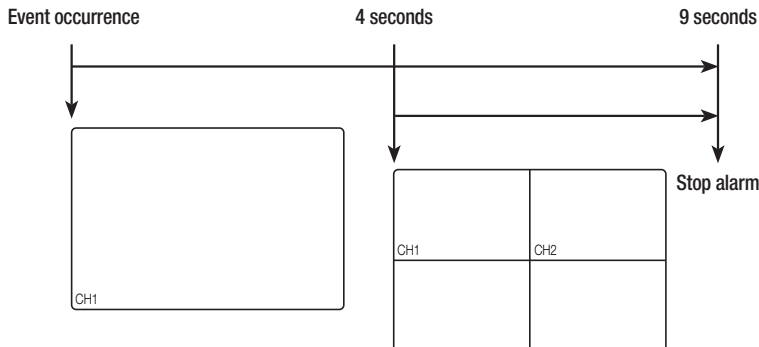 Event occurrence
4 seconds
9 seconds
Stop alarm
CH1
CH2
CH1